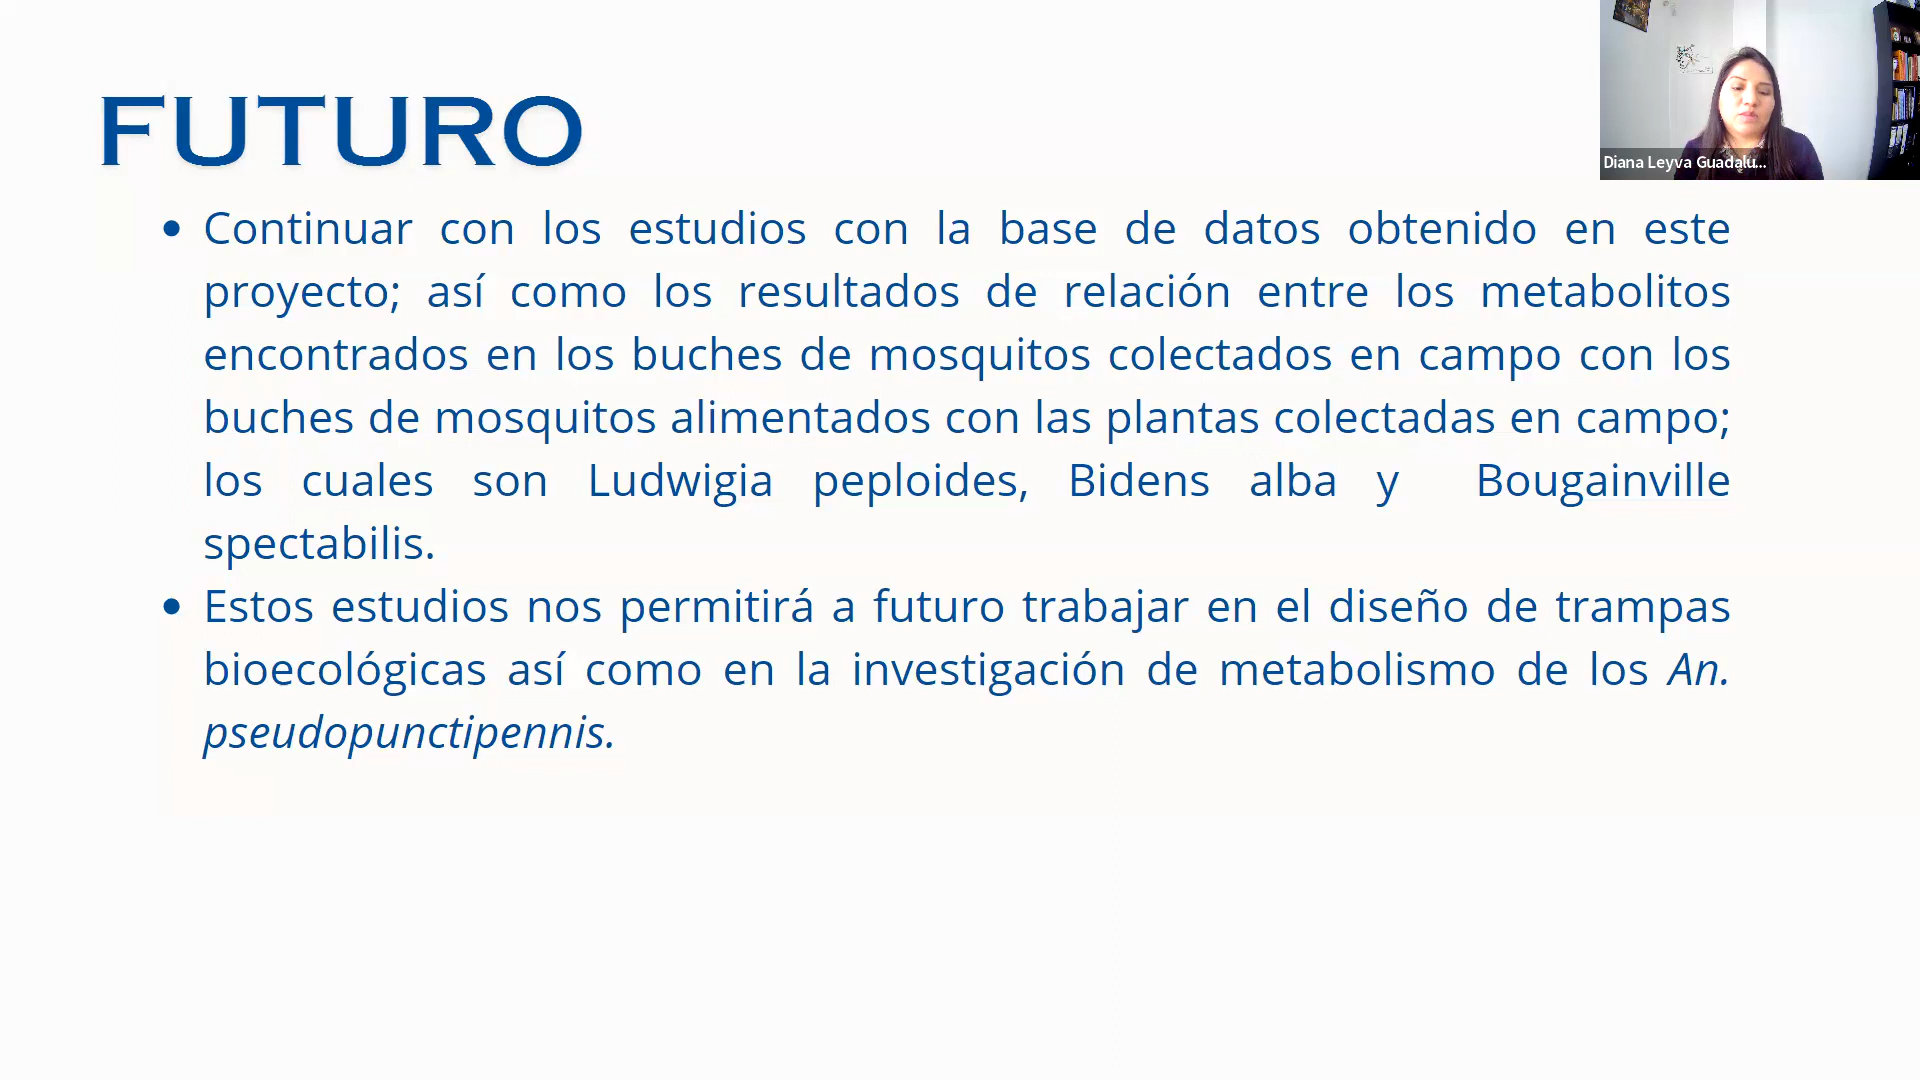 FUTURO
Diana Leyva Guadalu...
• Continuar con los estudios con la base de datos obtenido en este
proyecto; así como los resultados de relación entre los metabolitos
encontrados en los buches de mosquitos colectados en campo con los
buches de mosquitos alimentados con las plantas colectadas en campo;
los cuales son Ludwigia peploides, Bidens alba y Bougainville
spectabilis.
• Estos estudios nos permitirá a futuro trabajar en el diseño de trampas
bioecológicas así como en la investigación de metabolismo de los An.
pseudopunctipennis.